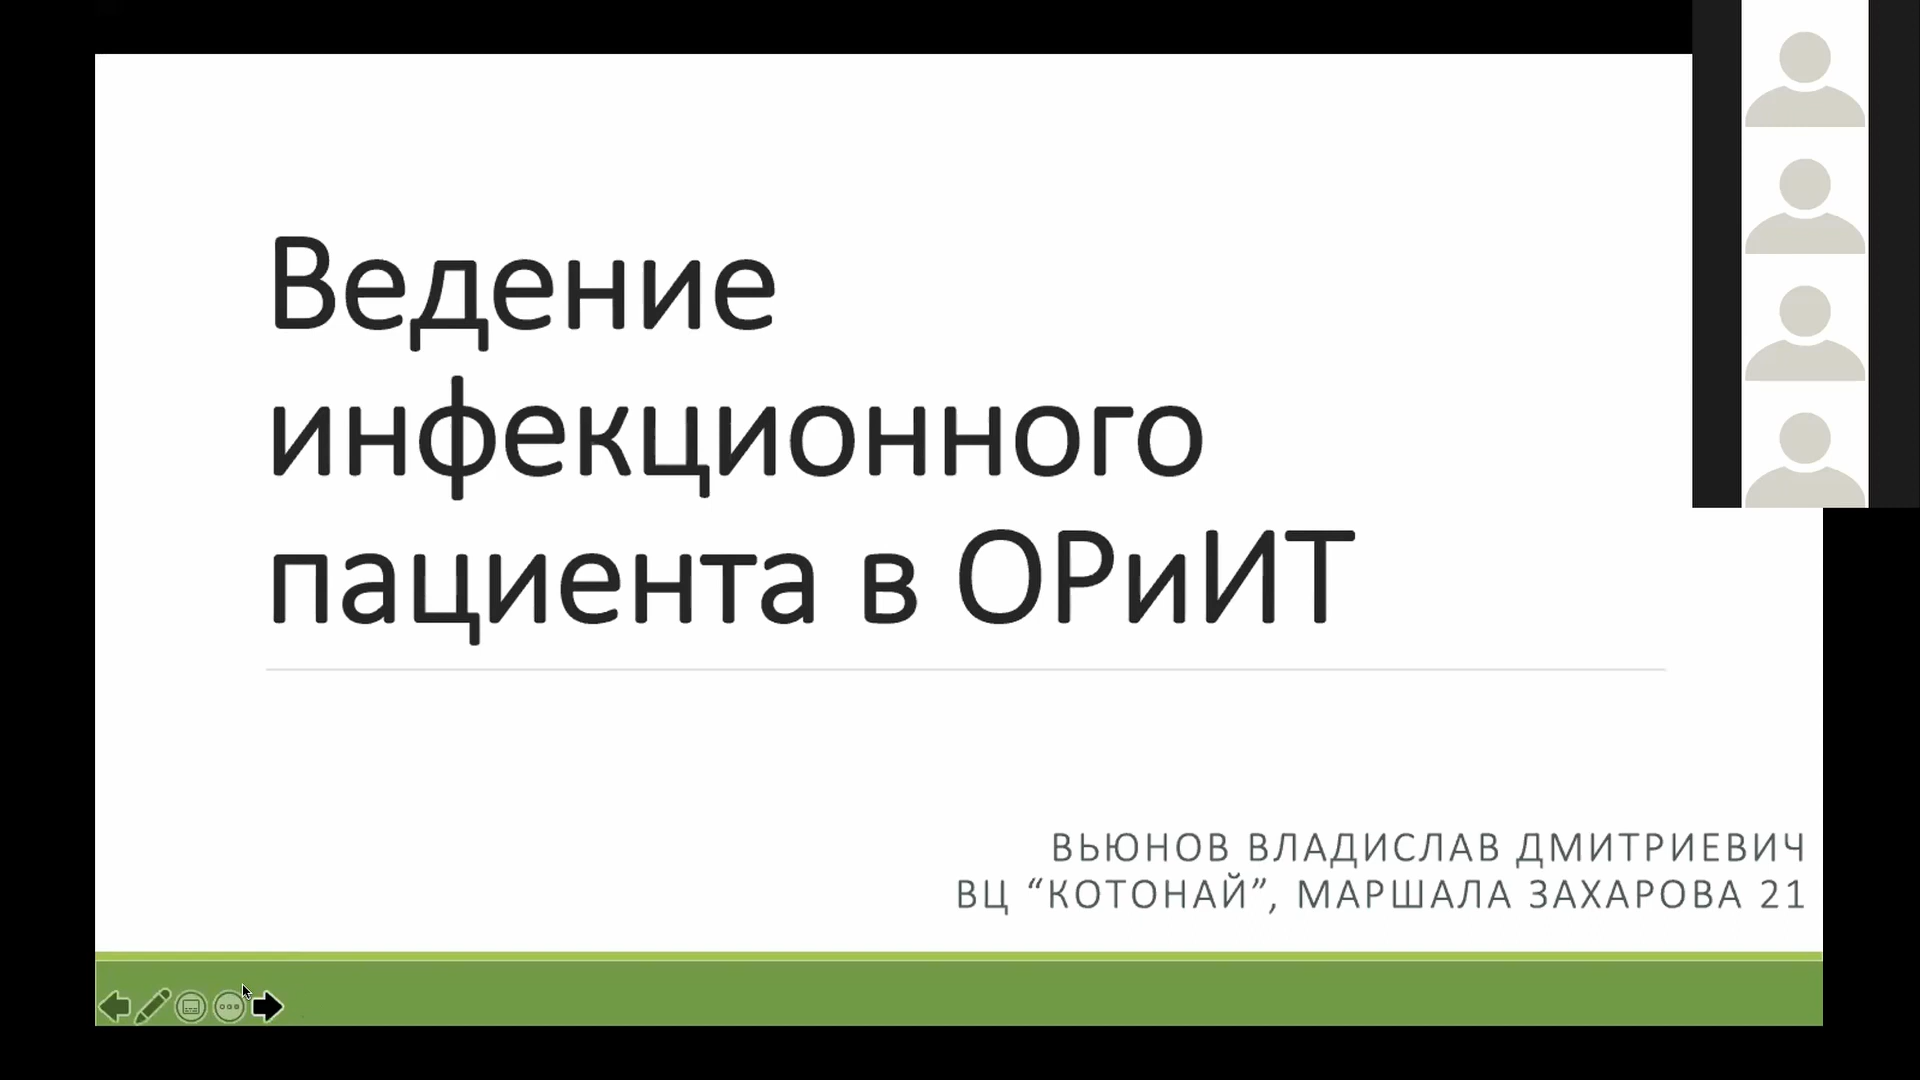 Ведение
инфекционного
пациента в ОРиИТ
ВЬЮНОВ ВЛАДИСЛАВ ДМИТРИЕВИЧ
ВЦ “КОТОНАЙ”, МАРШАЛА ЗАХАРОВА 21